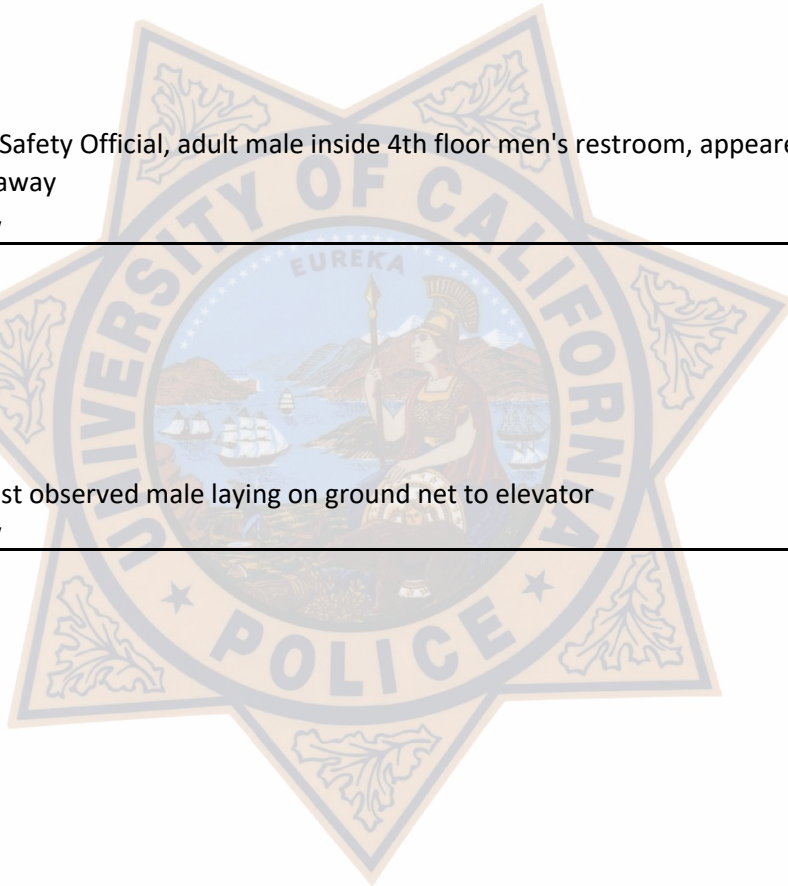 Safety Official, adult male inside 4th floor men's restroom, appeare
away
UNIVERSITY OF CALIFORNIA
EUREKA
st observed male laying on ground net to elevator
POLICE